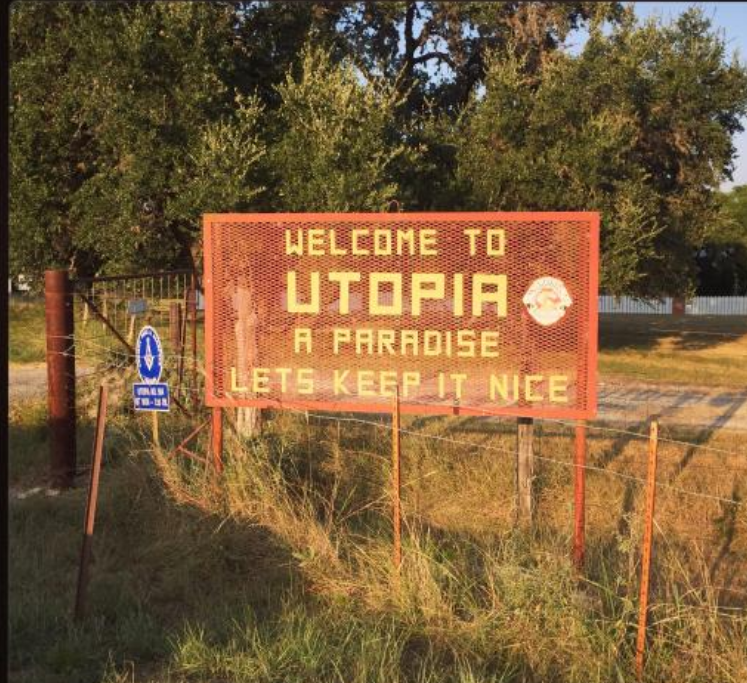 WELCOME TO
UTOPIA
A PARADISE
LETS KEEP IT NICE